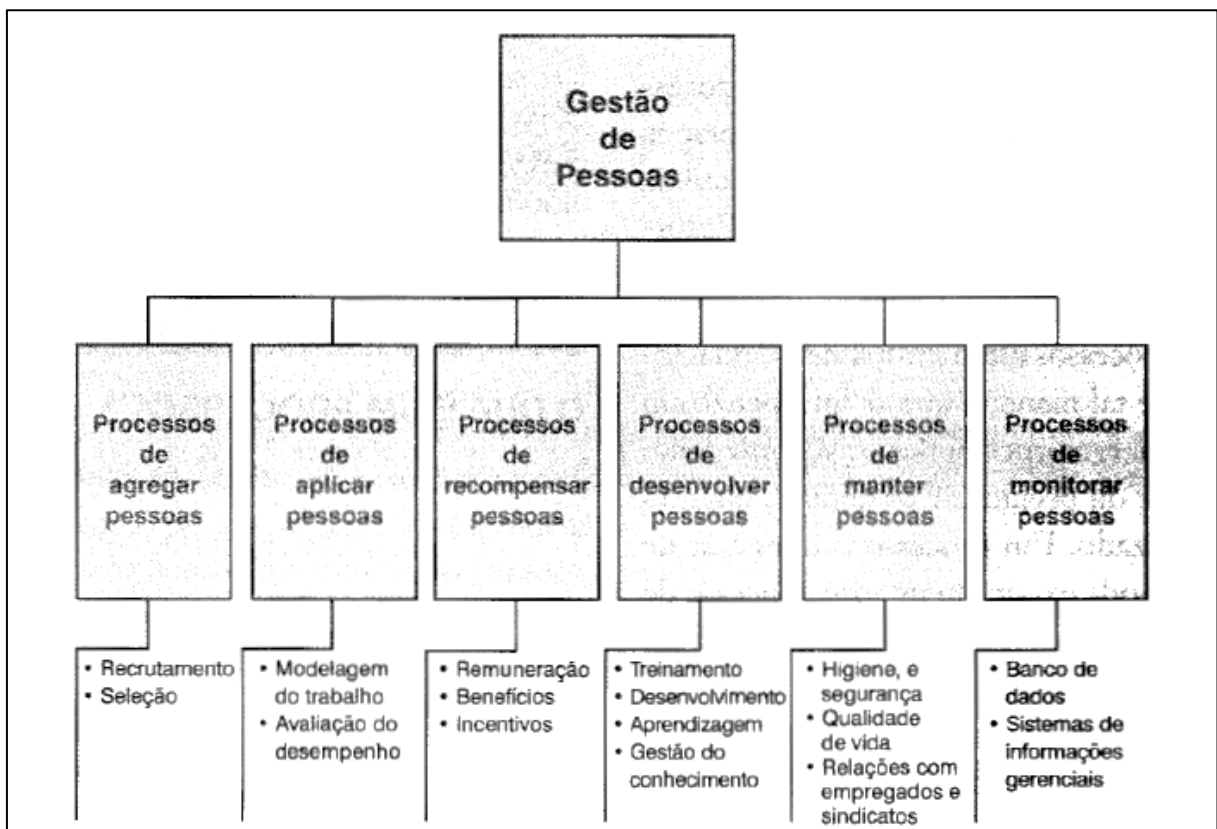 Gestão
de
Pessoas
Processos
de
agregar
pessoas
Processos
de
aplicar
pessoas
Processos
de
recompensar
pessoas
Processos
de
desenvolver
pessoas
Processos
de
manter
pessoas
Processos
de
monitorar
pessoas
• Recrutamento
• Seleção
• Modelagem
do trabalho
• Avaliação do
desempenho
• Remuneração
• Benefícios
• Incentivos
• Treinamento
• Desenvolvimento
• Aprendizagem
• Gestão do
conhecimento
• Higiene, e
segurança
• Qualidade
de vida
• Relações com
empregados e
sindicatos
• Banco de
dados
• Sistemas de
informações
gerenciais